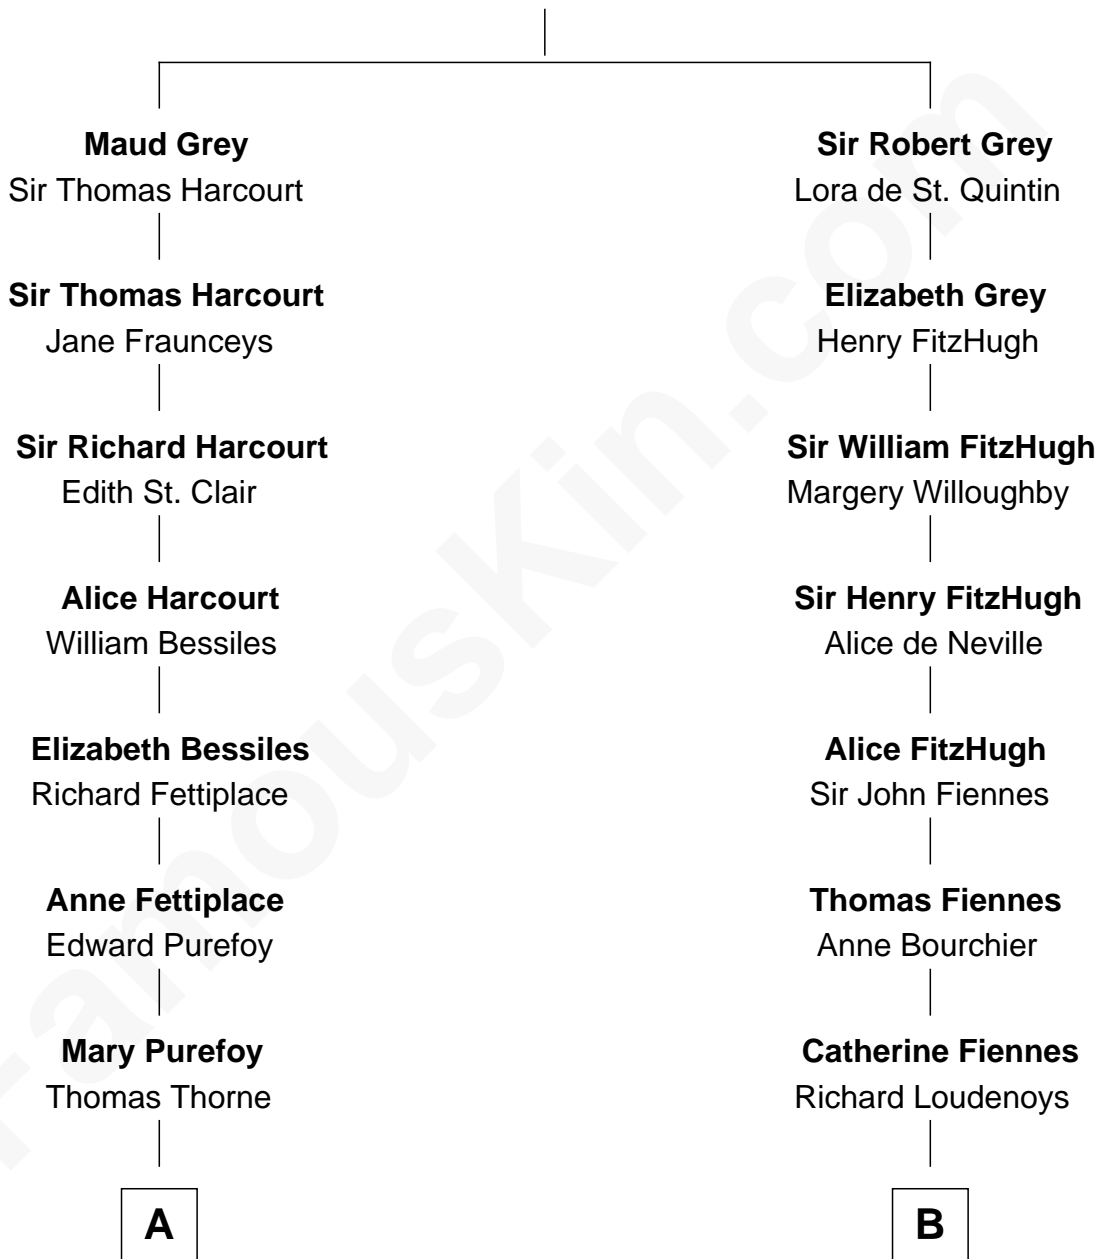 Maud Grey
Sir Thomas Harcourt
Sir Thomas Harcourt
Jane Fraunceys
Sir Richard Harcourt
Edith St. Clair
Alice Harcourt
William Bessiles
Elizabeth Bessiles
Richard Fettiplace
Anne Fettiplace
Edward Purefoy
Mary Purefoy
Thomas Thorne
A
Sir Robert Grey
Lora de St. Quintin
Elizabeth Grey
Henry FitzHugh
Sir William FitzHugh
Margery Willoughby
Sir Henry FitzHugh
Alice de Neville
Alice FitzHugh
Sir John Fiennes
Thomas Fiennes
Anne Bourchier
Catherine Fiennes
Richard Loudenoys
B
FamousKin.com